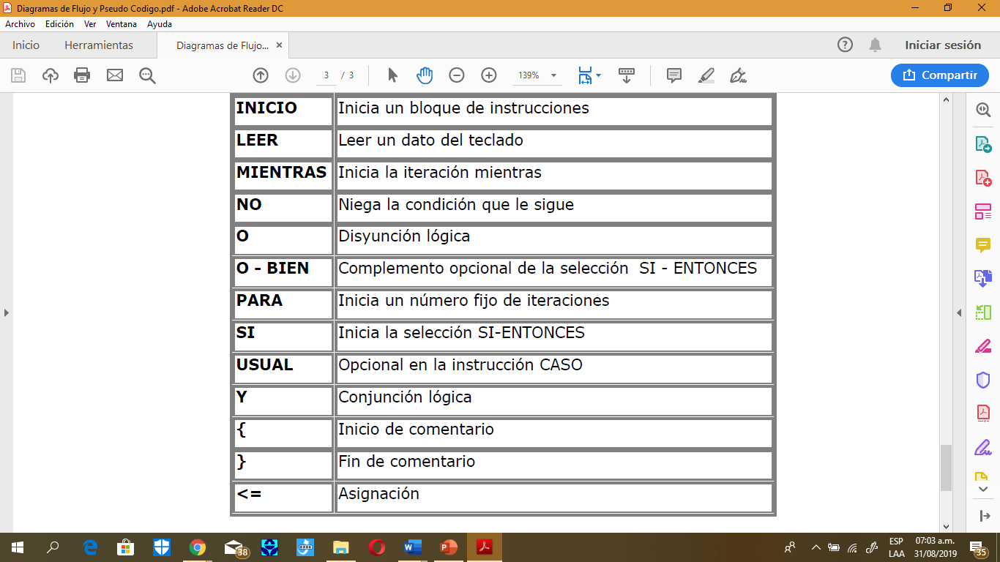 Diagramas de Flujo y Pseudo Codigo.pdf - Adobe Acrobat Reader DC
Archivo Edición Ver Ventana Ayuda
Inicio Herramientas Diagramas de Flujo... × Iniciar sesión
3 / 3 139% Compartir
INICIO Inicia un bloque de instrucciones
LEER Leer un dato del teclado
MIENTRAS Inicia la iteración mientras
NO Niega la condición que le sigue
O Disyunción lógica
O - BIEN Complemento opcional de la selección SI - ENTONCES
PARA Inicia un número fijo de iteraciones
SI Inicia la selección SI-ENTONCES
USUAL Opcional en la instrucción CASO
Y Conjunción lógica
{ Inicio de comentario
} Fin de comentario
<= Asignación
38 ESP 07:03 a.m.
LAA 31/08/2019 35